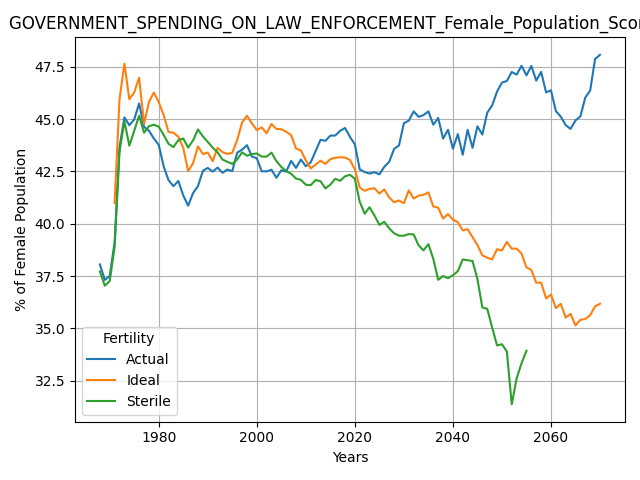 GOVERNMENT_SPENDING_ON_LAW_ENFORCEMENT_Female_Population_Scor
47.5
45.0
42.5
40.0
37.5
35.0
32.5
% of Female Population
Fertility
Actual
Ideal
Sterile
1980
2000
2020
2040
2060
Years